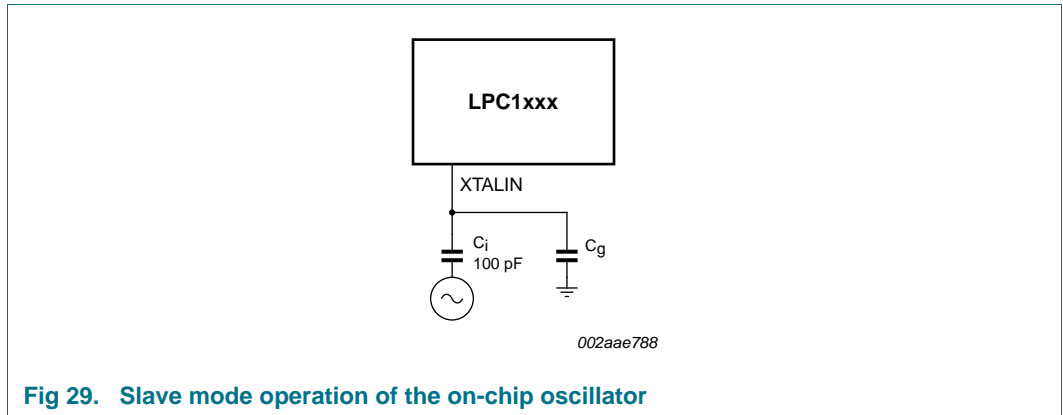 LPC1xxx
XTALIN
Ci
100 pF
Cg
002aae788
Fig 29. Slave mode operation of the on-chip oscillator